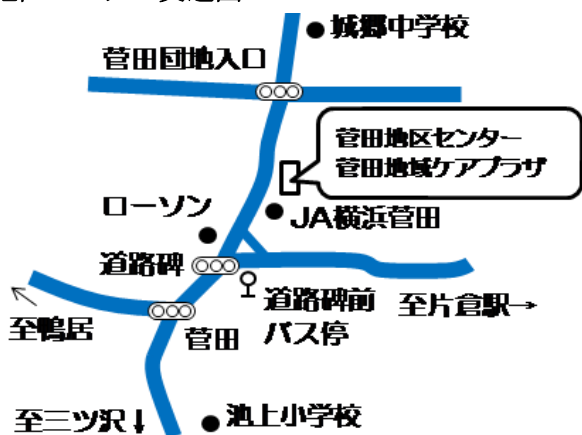 城郷中学校
菅田団地入口
菅田地区センター
菅田地域ケアプラザ
ローソン
JA横浜菅田
道路碑
道路碑前
バス停
至片倉駅→
至鴨居
菅田
至三ツ沢↓
池上小学校